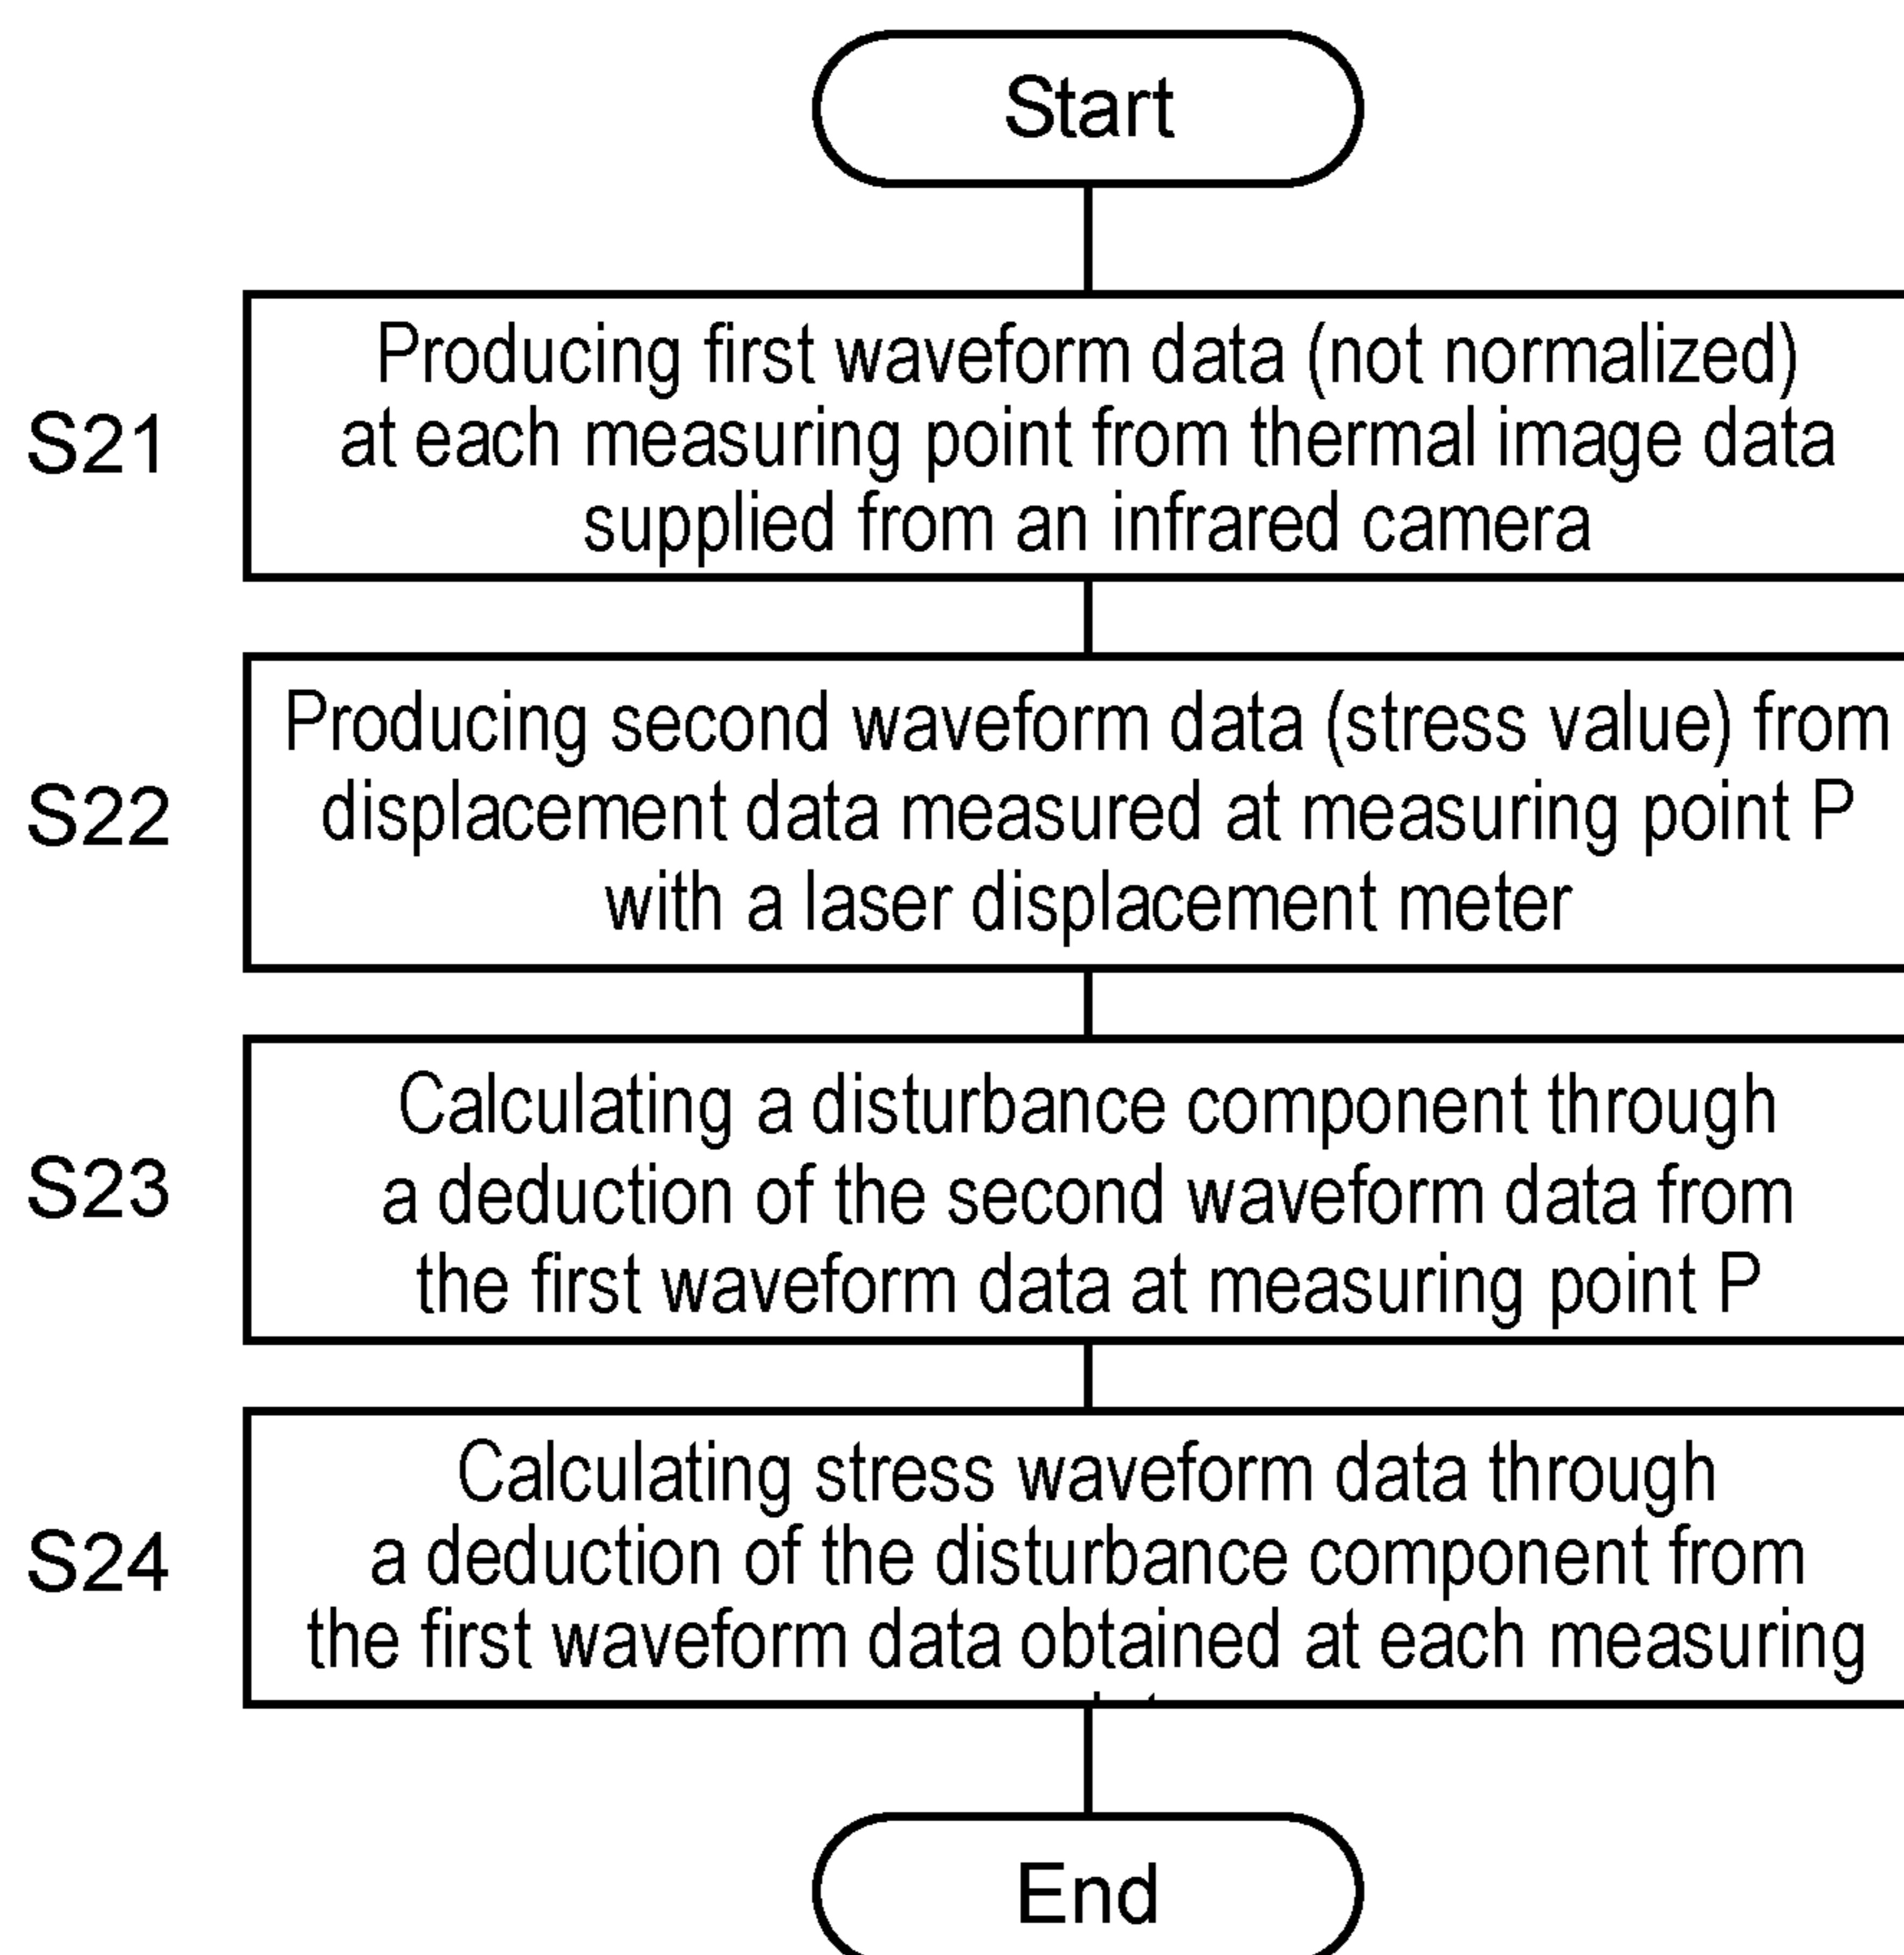 Start
S21
Producing first waveform data (not normalized)
at each measuring point from thermal image data
supplied from an infrared camera
S22
Producing second waveform data (stress value) from
displacement data measured at measuring point P
with a laser displacement meter
S23
Calculating a disturbance component through
a deduction of the second waveform data from
the first waveform data at measuring point P
S24
Calculating stress waveform data through
a deduction of the disturbance component from
the first waveform data obtained at each measuring
End